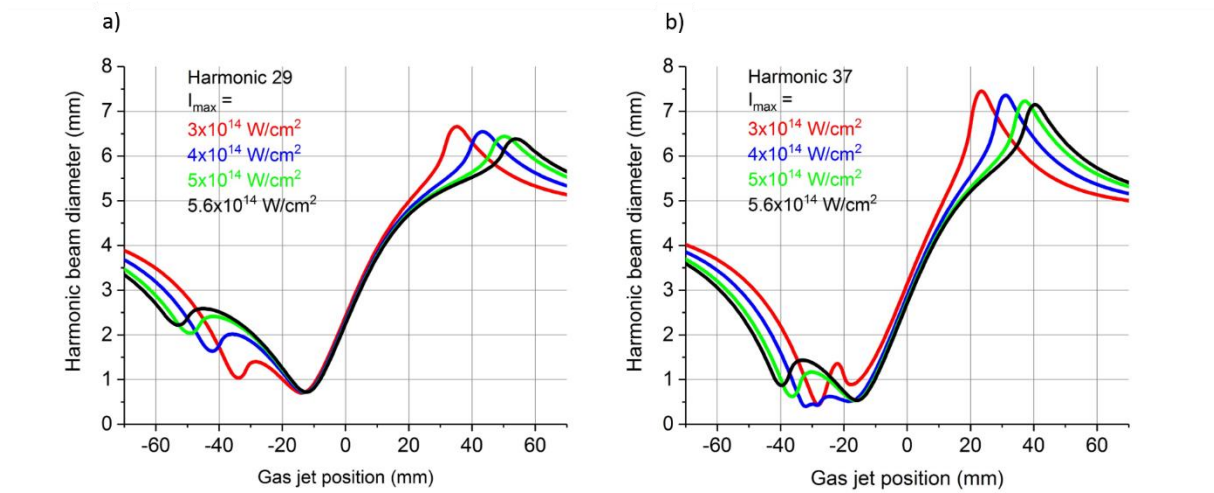 a)
Harmonic 29
I_max =
3x10^14 W/cm^2
4x10^14 W/cm^2
5x10^14 W/cm^2
5.6x10^14 W/cm^2
Harmonic beam diameter (mm)
8
7
6
5
4
3
2
1
0
-60 -40 -20 0 20 40 60
Gas jet position (mm)
b)
Harmonic 37
I_max =
3x10^14 W/cm^2
4x10^14 W/cm^2
5x10^14 W/cm^2
5.6x10^14 W/cm^2
Harmonic beam diameter (mm)
8
7
6
5
4
3
2
1
0
-60 -40 -20 0 20 40 60
Gas jet position (mm)